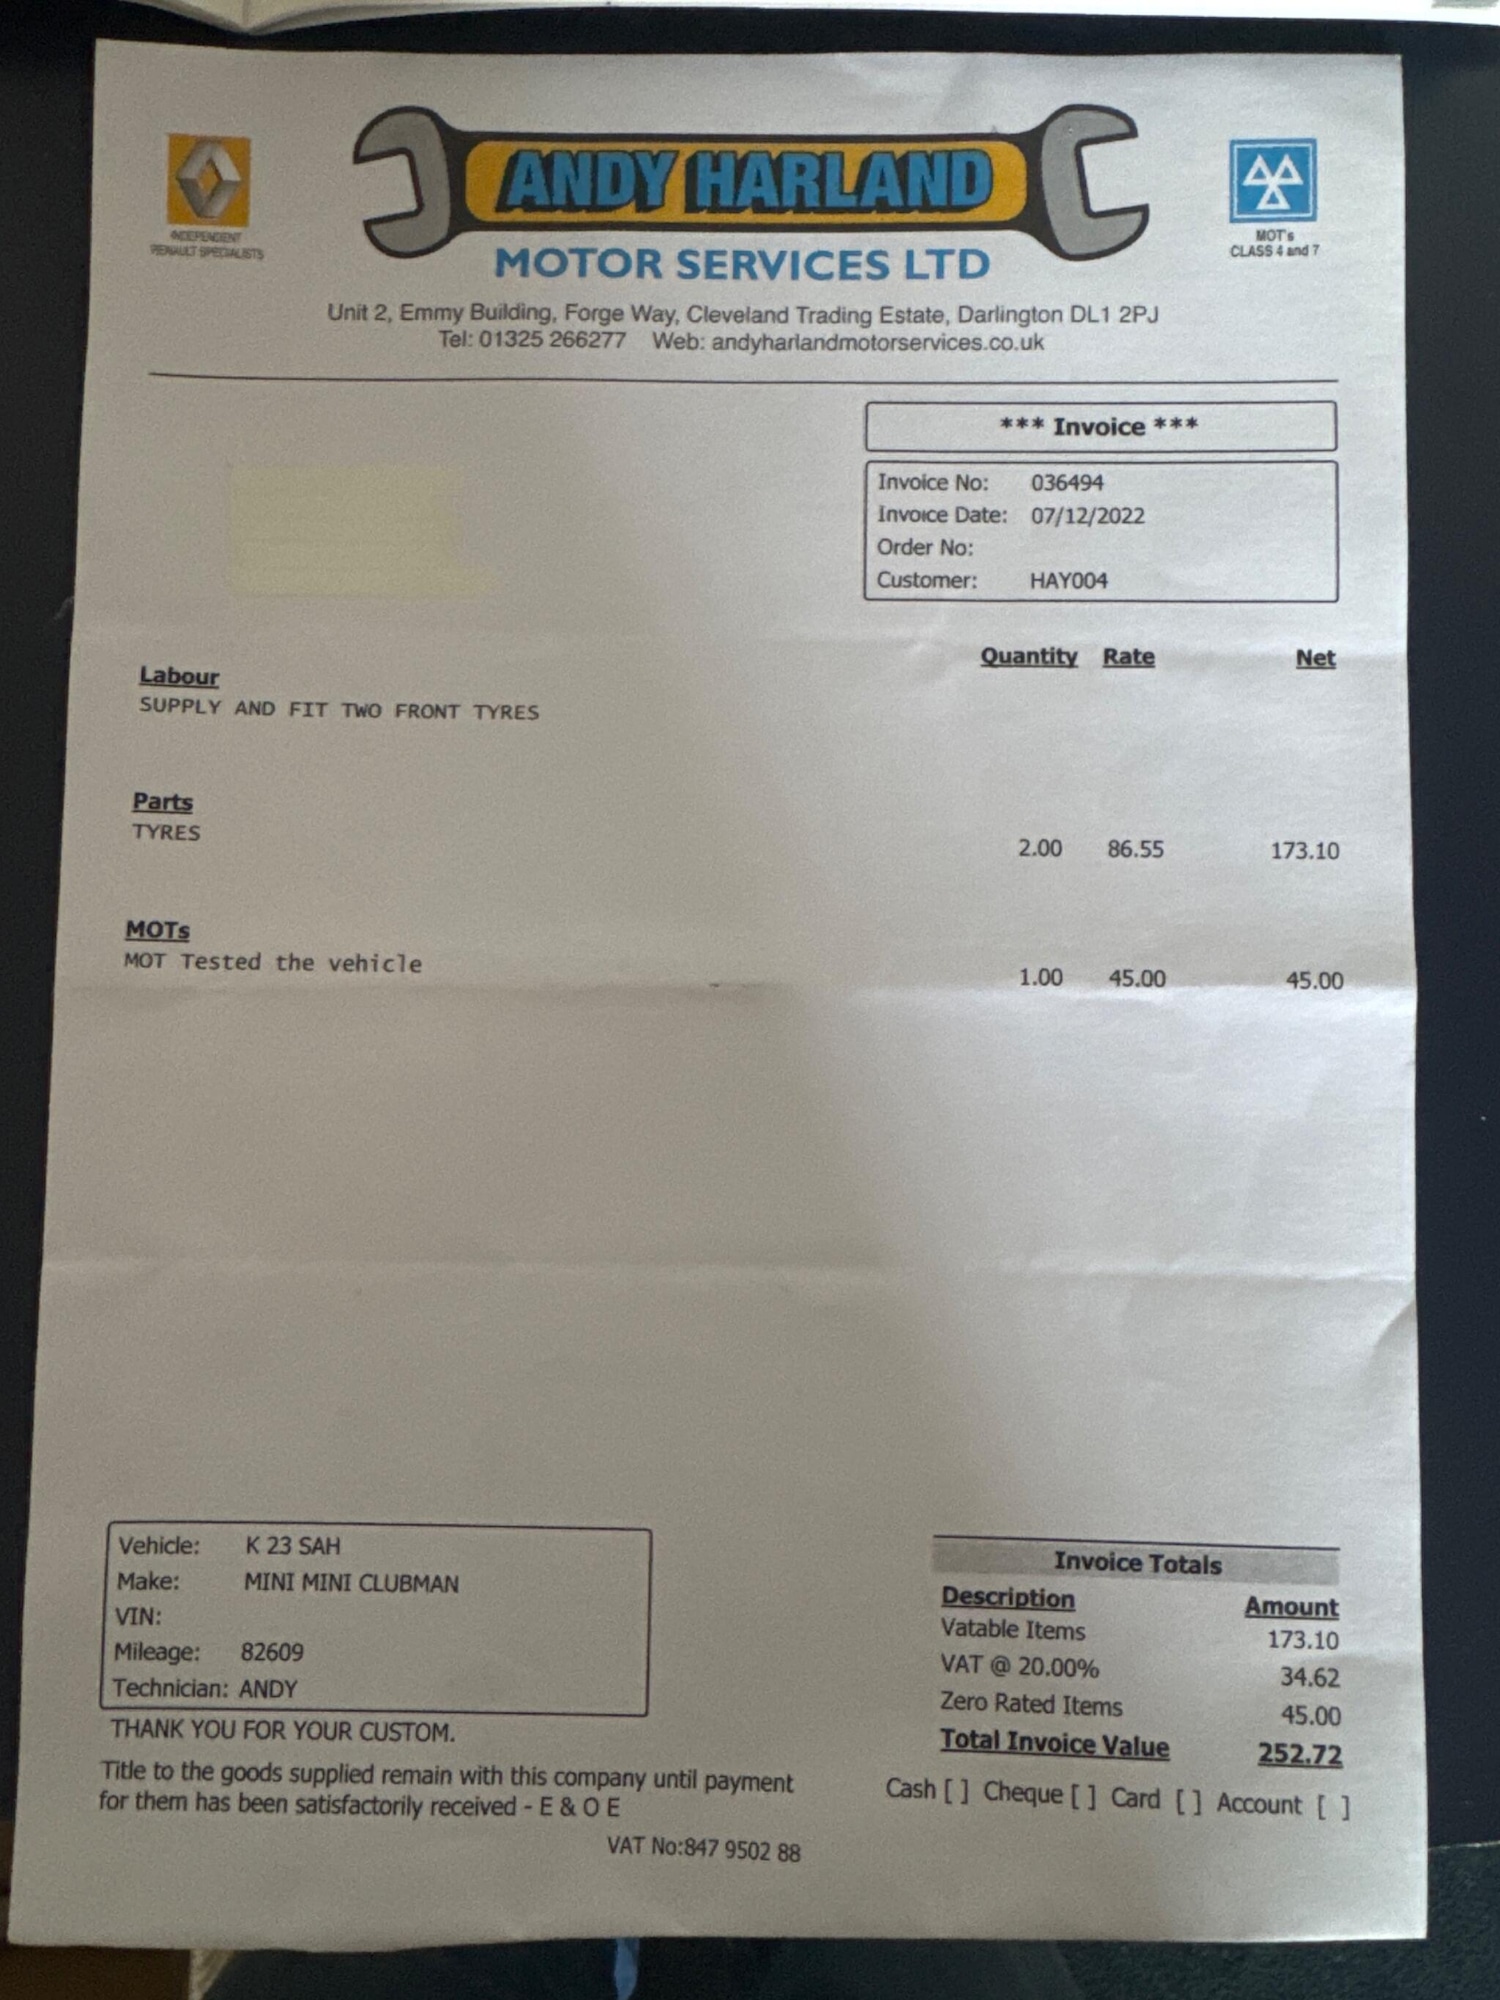 ANDY HARLAND
MOTOR SERVICES LTD
INDEPENDENT
RENAULT SPECIALISTS
MOT's
CLASS 4 and 7
Unit 2, Emmy Building, Forge Way, Cleveland Trading Estate, Darlington DL1 2PJ
Tel: 01325 266277 Web: andyharlandmotorservices.co.uk
*** Invoice ***
Invoice No: 036494
Invoice Date: 07/12/2022
Order No:
Customer: HAY004
Quantity Rate Net
Labour
SUPPLY AND FIT TWO FRONT TYRES
Parts
TYRES
2.00 86.55 173.10
MOTs
MOT Tested the vehicle
1.00 45.00 45.00
Vehicle: K 23 SAH
Make: MINI MINI CLUBMAN
VIN:
Mileage: 82609
Technician: ANDY
THANK YOU FOR YOUR CUSTOM.
Title to the goods supplied remain with this company until payment
for them has been satisfactorily received - E & O E
Invoice Totals
Description Amount
Vatable Items 173.10
VAT @ 20.00% 34.62
Zero Rated Items 45.00
Total Invoice Value 252.72
Cash [ ] Cheque [ ] Card [ ] Account [ ]
VAT No:847 9502 88